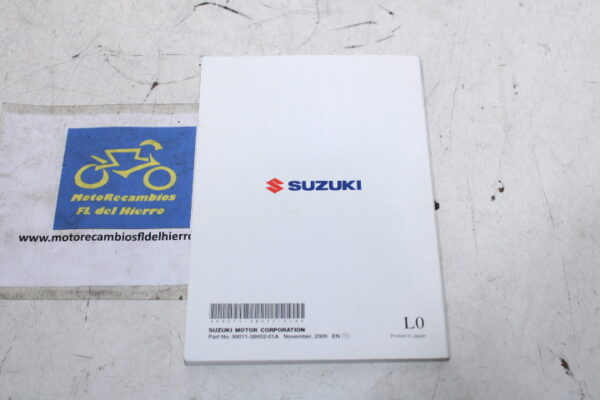 SUZUKI
MotoRecambios
FL del Hierro
www.motorecambiosfldelhierro
SUZUKI MOTOR CORPORATION
Part No. 99011-38H52-01A November, 2009 EN
L0
Printed in Japan